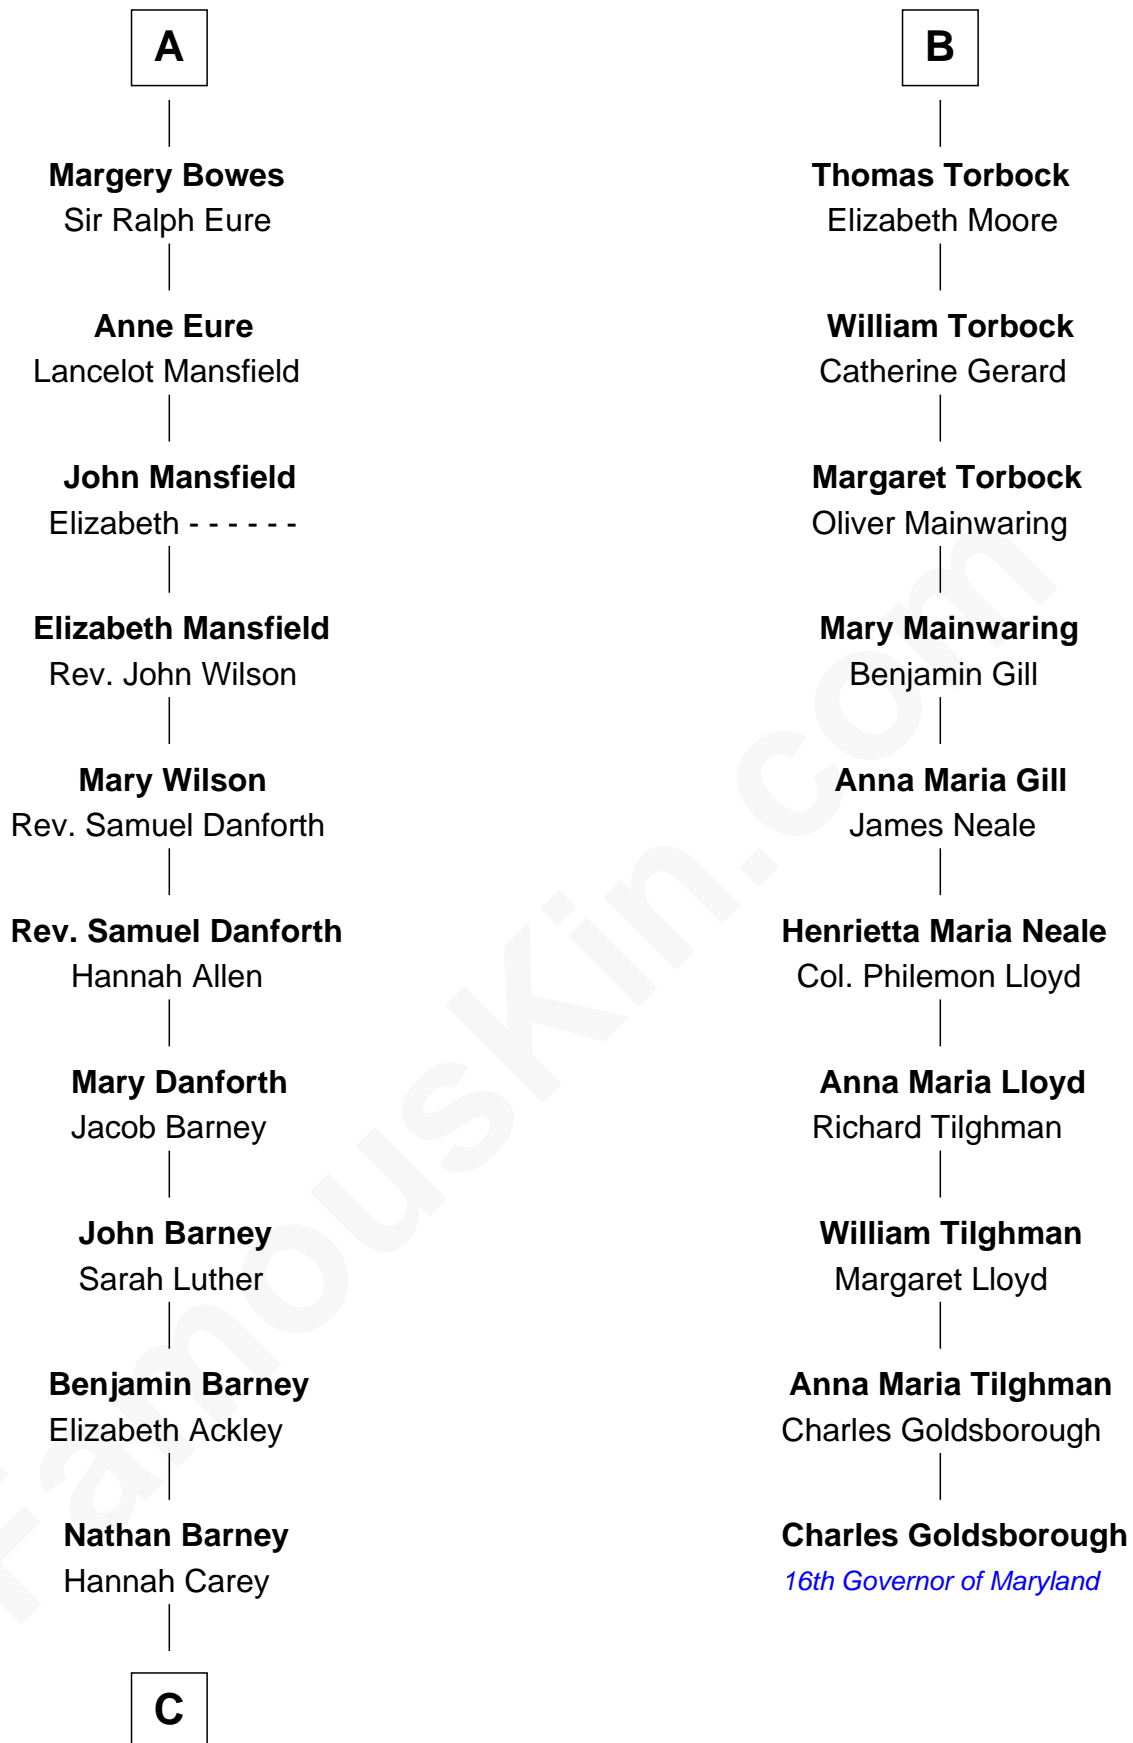 A
Margery Bowes
Sir Ralph Eure
Anne Eure
Lancelot Mansfield
John Mansfield
Elizabeth - - - - - -
Elizabeth Mansfield
Rev. John Wilson
Mary Wilson
Rev. Samuel Danforth
Rev. Samuel Danforth
Hannah Allen
Mary Danforth
Jacob Barney
John Barney
Sarah Luther
Benjamin Barney
Elizabeth Ackley
Nathan Barney
Hannah Carey
C
B
Thomas Torbock
Elizabeth Moore
William Torbock
Catherine Gerard
Margaret Torbock
Oliver Mainwaring
Mary Mainwaring
Benjamin Gill
Anna Maria Gill
James Neale
Henrietta Maria Neale
Col. Philemon Lloyd
Anna Maria Lloyd
Richard Tilghman
William Tilghman
Margaret Lloyd
Anna Maria Tilghman
Charles Goldsborough
Charles Goldsborough
16th Governor of Maryland
FamousKin.com